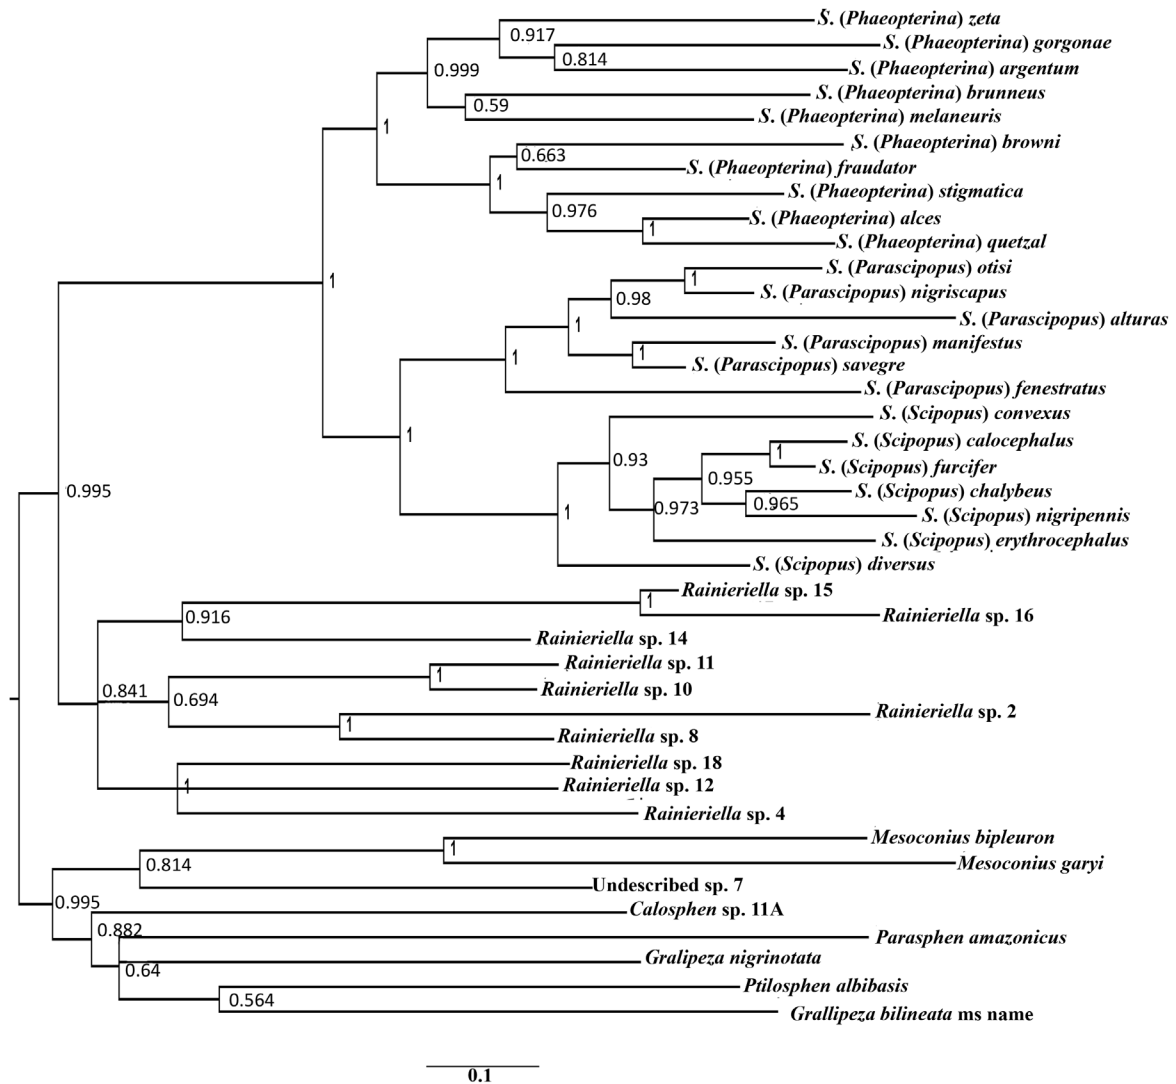 S. (Phaeopterina) zeta
0.917
S. (Phaeopterina) gorgonae
0.814
S. (Phaeopterina) argentum
0.999
S. (Phaeopterina) brunneus
0.59
S. (Phaeopterina) melaneuris
1
S. (Phaeopterina) browni
0.663
S. (Phaeopterina) fraudator
1
S. (Phaeopterina) stigmatica
0.976
S. (Phaeopterina) alces
1
S. (Phaeopterina) quetzal
S. (Parascipopus) otisi
1
1
S. (Parascipopus) nigriscapus
0.98
S. (Parascipopus) alturas
1
S. (Parascipopus) manifestus
1
1
S. (Parascipopus) savegre
S. (Parascipopus) fenestratus
S. (Scipopus) convexus
1
S. (Scipopus) calocephalus
1
0.93
S. (Scipopus) furcifer
0.955
S. (Scipopus) chalybeus
0.995
0.965
0.973
1
S. (Scipopus) nigripennis
S. (Scipopus) erythrocephalus
S. (Scipopus) diversus
Rainieriella sp. 15
1
0.916
Rainieriella sp. 16
Rainieriella sp. 14
Rainieriella sp. 11
1
Rainieriella sp. 10
0.841
0.694
Rainieriella sp. 2
1
Rainieriella sp. 8
Rainieriella sp. 18
1
Rainieriella sp. 12
Rainieriella sp. 4
Mesoconius bipleuron
1
0.814
Mesoconius garyi
Undescribed sp. 7
0.995
Calosphen sp. 11A
0.882
Parasphen amazonicus
Gralipeza nigrinotata
0.64
Ptilosphen albibasis
0.564
Grallipeza bilineata ms name
0.1